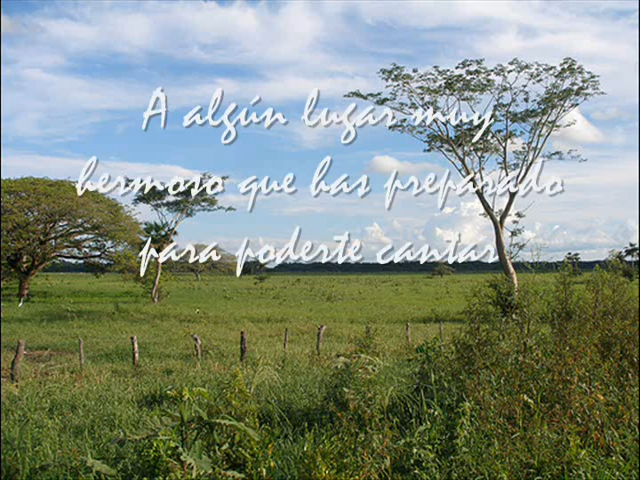 A algún lugar muy
hermoso que has preparado
para poderte cantar